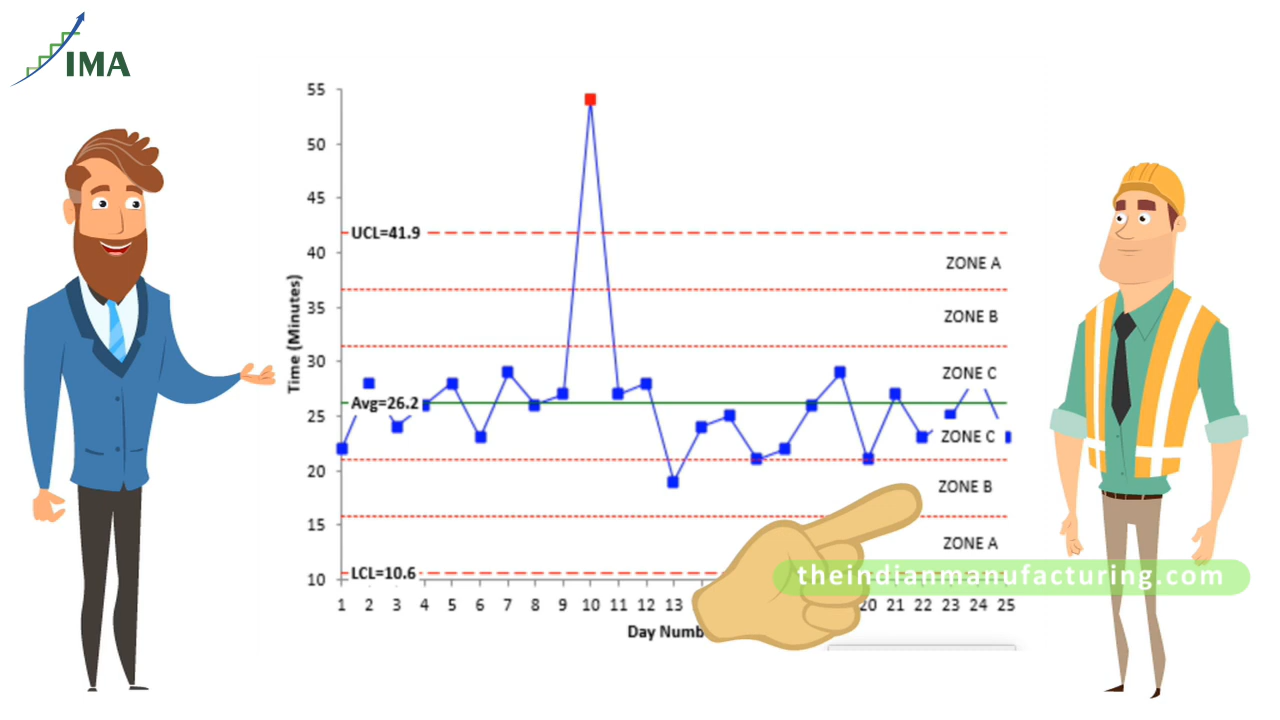 IMA
55
50
45
UCL=41.9
40
ZONE A
35
ZONE B
30
ZONE C
Avg=26.2
25
ZONE C
20
ZONE B
15
ZONE A
LCL=10.6
10
Time (Minutes)
theindianmanufacturing.com
1 2 3 4 5 6 7 8 9 10 11 12 13 20 21 22 23 24 25
Day